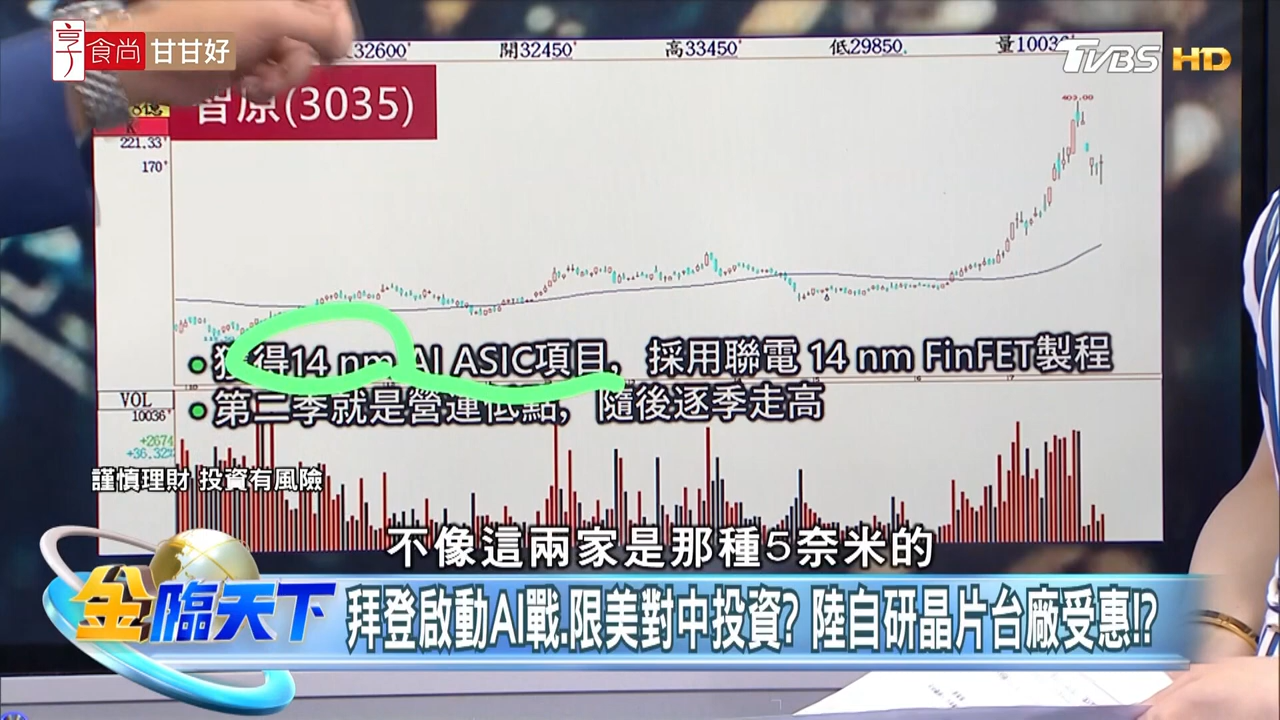 享
食尚 甘甘好
32600' 開32450' 高33450' 低29850.
TVBS HD
智原(3035)
K
221.33'
170'
403.00
得14 nm AI ASIC項目，採用聯電 14 nm FinFET製程
• 第二季就是營運低點，隨後逐季走高
VOL
10036'
+2674
+36.32%
謹慎理財 投資有風險
不像這兩家是那種5奈米的
金臨天下
拜登啟動AI戰.限美對中投資? 陸自研晶片台廠受惠!?